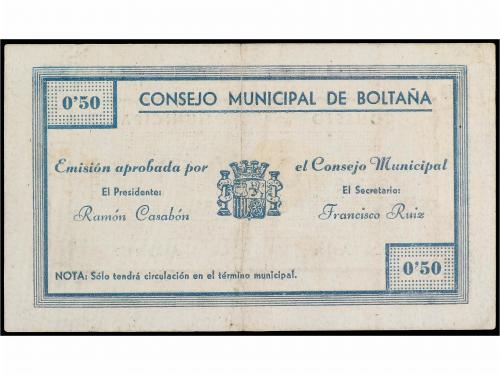 0'50
CONSEJO MUNICIPAL DE BOLTAÑA
Emisión aprobada por el Consejo Municipal
El Presidente: El Secretario:
Ramón Casabón Francisco Ruiz
NOTA: Sólo tendrá circulación en el término municipal.
0'50